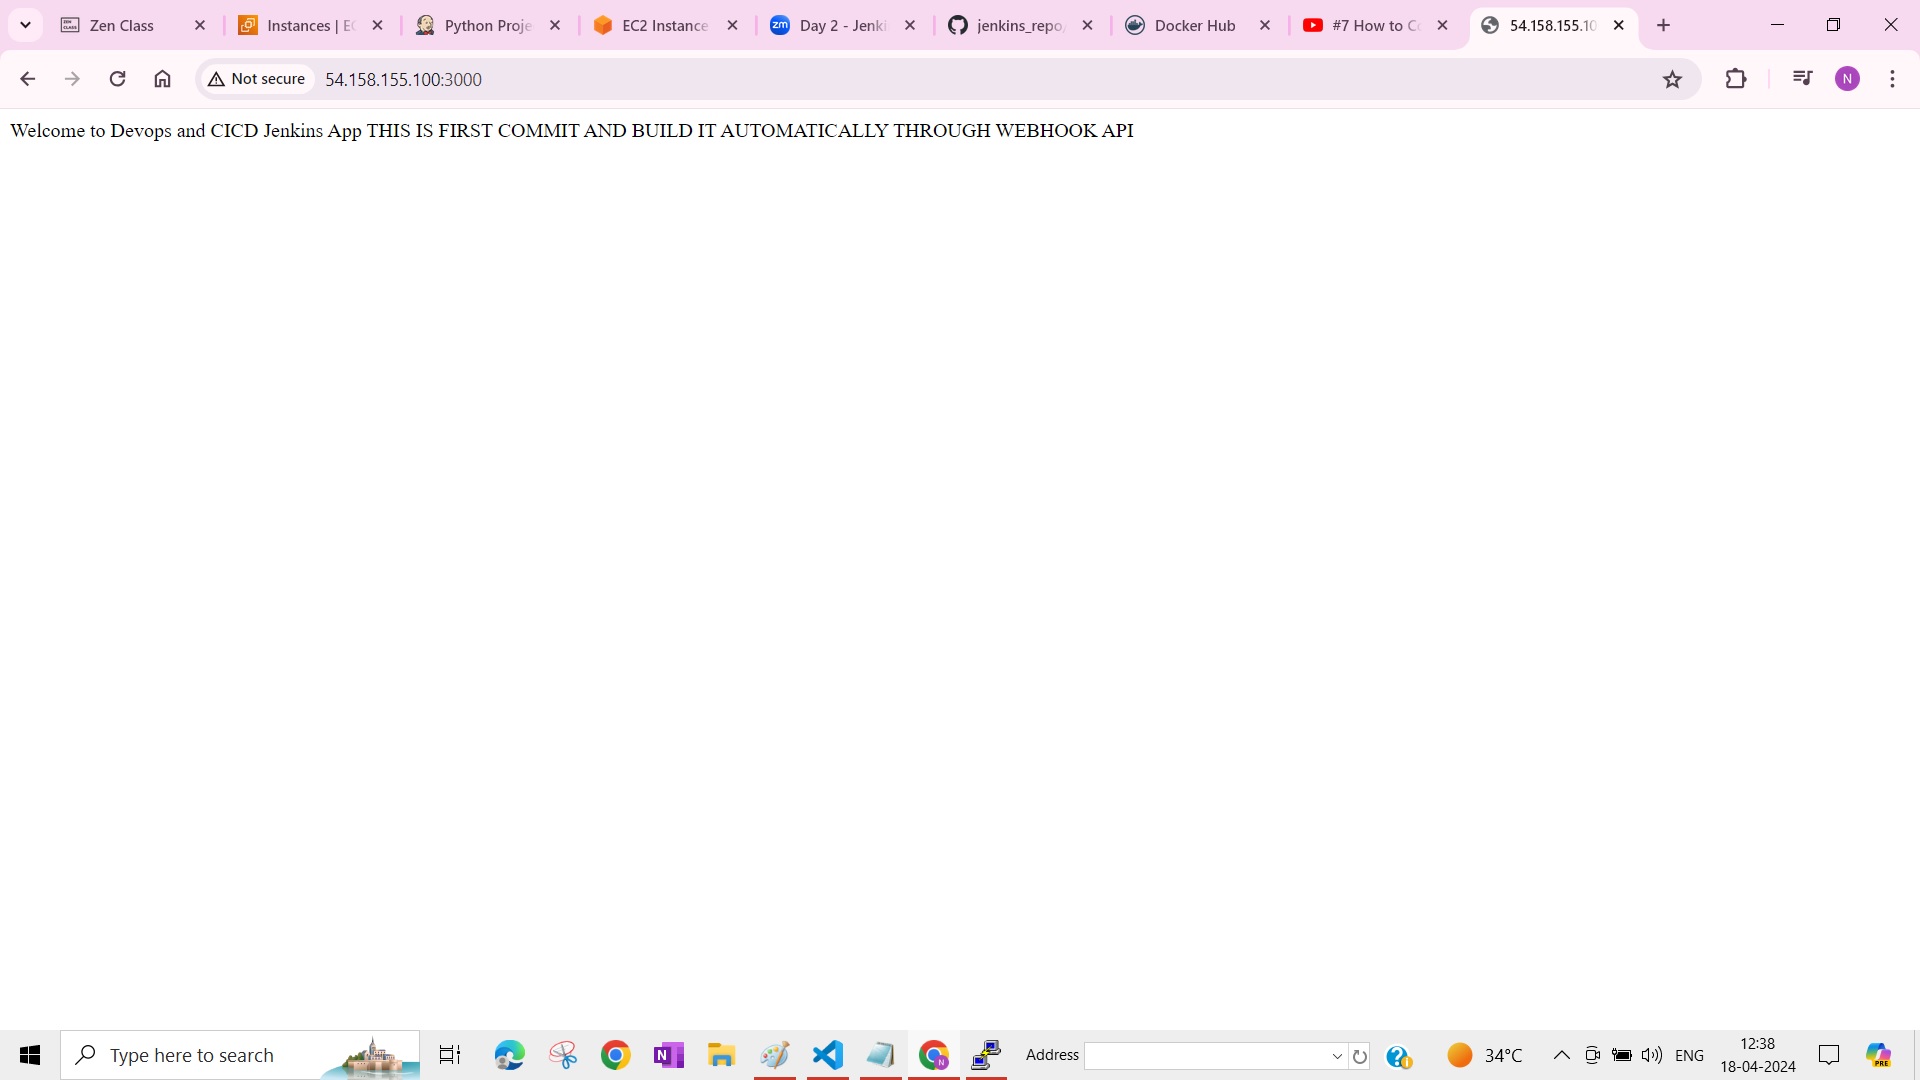 Zen Class
Instances | EC
Python Proje
EC2 Instance
Day 2 - Jenki
jenkins_repo/
Docker Hub
#7 How to Co
54.158.155.10
Not secure
54.158.155.100:3000
N
Welcome to Devops and CICD Jenkins App THIS IS FIRST COMMIT AND BUILD IT AUTOMATICALLY THROUGH WEBHOOK API
Type here to search
Address
34°C
ENG
12:38
18-04-2024